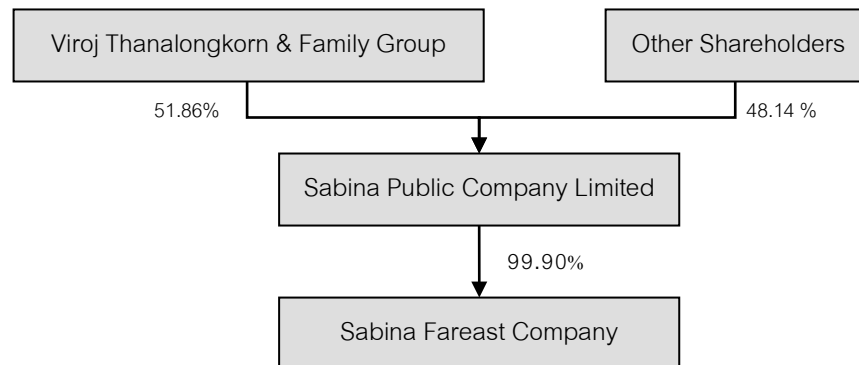 Viroj Thanalongkorn & Family Group
Other Shareholders
51.86%
48.14 %
Sabina Public Company Limited
99.90%
Sabina Fareast Company